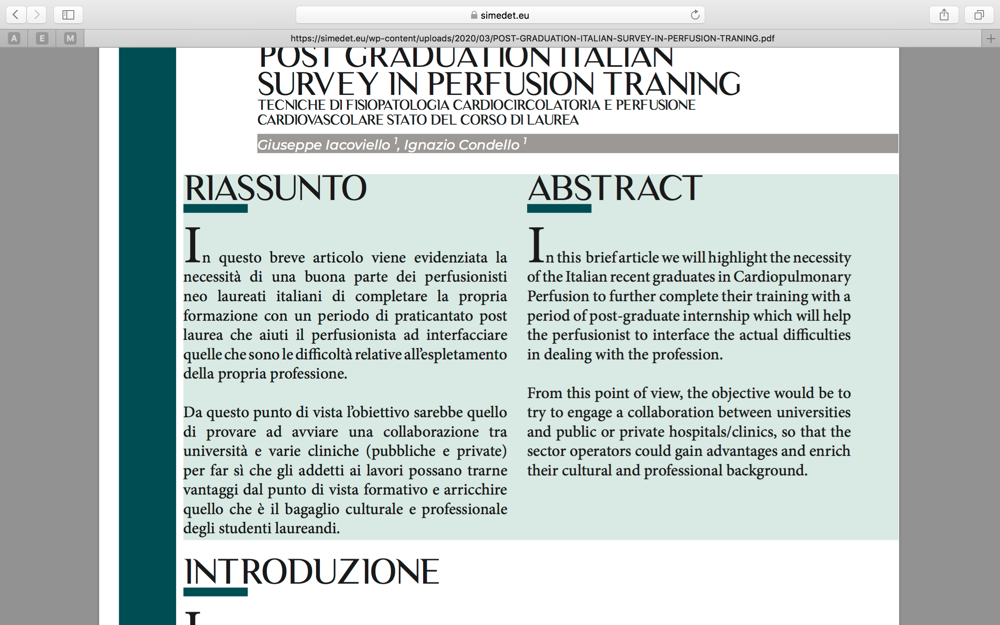 simedet.eu
A
E
M
https://simedet.eu/wp-content/uploads/2020/03/POST-GRADUATION-ITALIAN-SURVEY-IN-PERFUSION-TRANING.pdf
POST GRADUATION ITALIAN
SURVEY IN PERFUSION TRANING
TECNICHE DI FISIOPATOLOGIA CARDIOCIRCOLATORIA E PERFUSIONE
CARDIOVASCOLARE STATO DEL CORSO DI LAUREA
Giuseppe Iacoviello ¹, Ignazio Condello ¹
RIASSUNTO
In questo breve articolo viene evidenziata la
necessità di una buona parte dei perfusionisti
neo laureati italiani di completare la propria
formazione con un periodo di praticantato post
laurea che aiuti il perfusionista ad interfacciare
quelle che sono le difficoltà relative all’espletamento
della propria professione.
Da questo punto di vista l’obiettivo sarebbe quello
di provare ad avviare una collaborazione tra
università e varie cliniche (pubbliche e private)
per far sì che gli addetti ai lavori possano trarne
vantaggi dal punto di vista formativo e arricchire
quello che è il bagaglio culturale e professionale
degli studenti laureandi.
ABSTRACT
In this brief article we will highlight the necessity
of the Italian recent graduates in Cardiopulmonary
Perfusion to further complete their training with a
period of post-graduate internship which will help
the perfusionist to interface the actual difficulties
in dealing with the profession.
From this point of view, the objective would be to
try to engage a collaboration between universities
and public or private hospitals/clinics, so that the
sector operators could gain advantages and enrich
their cultural and professional background.
INTRODUZIONE
I